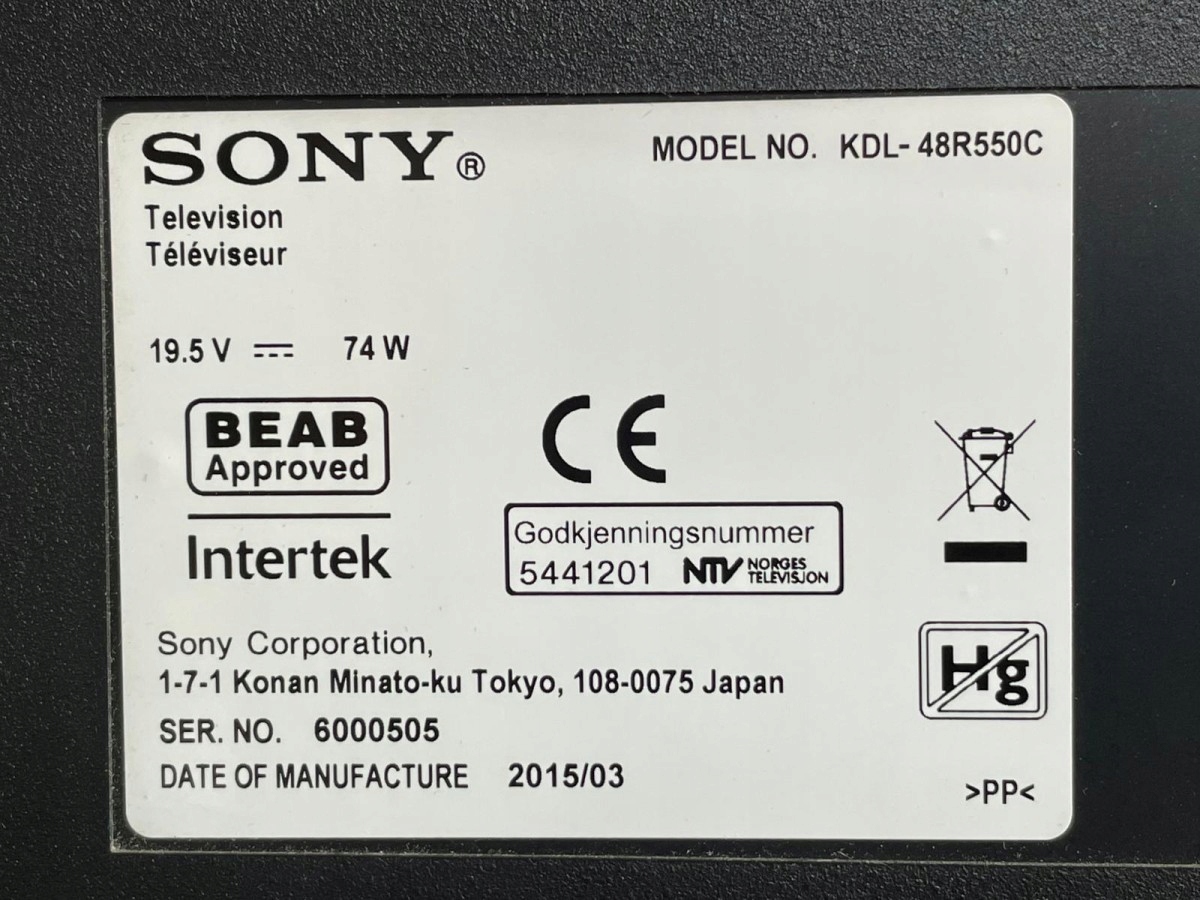 SONY®
MODEL NO. KDL-48R550C
Television
Téléviseur
19.5 V 74 W
BEAB
Approved
Intertek
CE
Godkjenningsnummer
5441201 NTV NORGES
TELEVISJON
Hg
Sony Corporation,
1-7-1 Konan Minato-ku Tokyo, 108-0075 Japan
SER. NO. 6000505
DATE OF MANUFACTURE 2015/03
>PP<